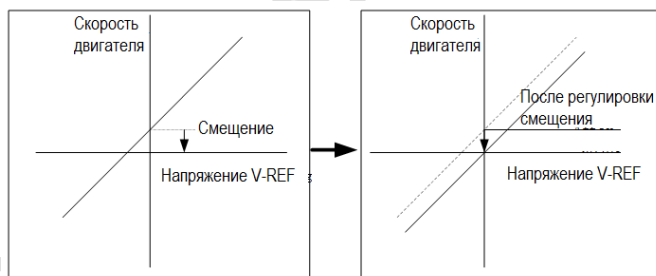 Скорость
двигателя
Смещение
Напряжение V-REF
Скорость
двигателя
После регулировки
смещения
Напряжение V-REF